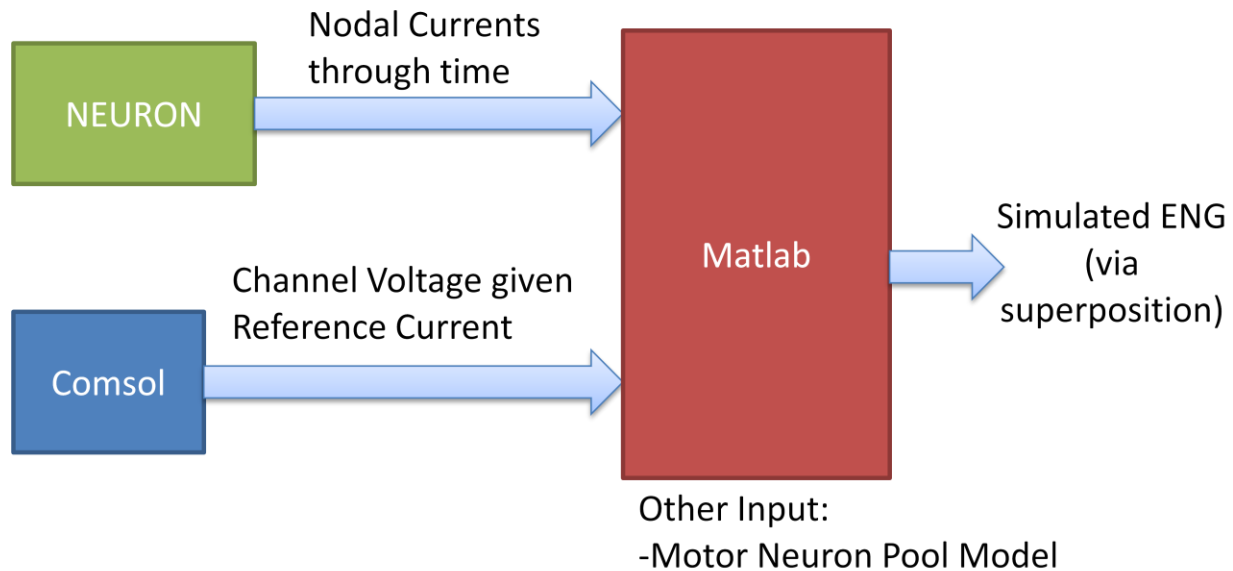 Nodal Currents
through time
NEURON
Matlab
Simulated ENG
(via
superposition)
Channel Voltage given
Reference Current
Comsol
Other Input:
-Motor Neuron Pool Model